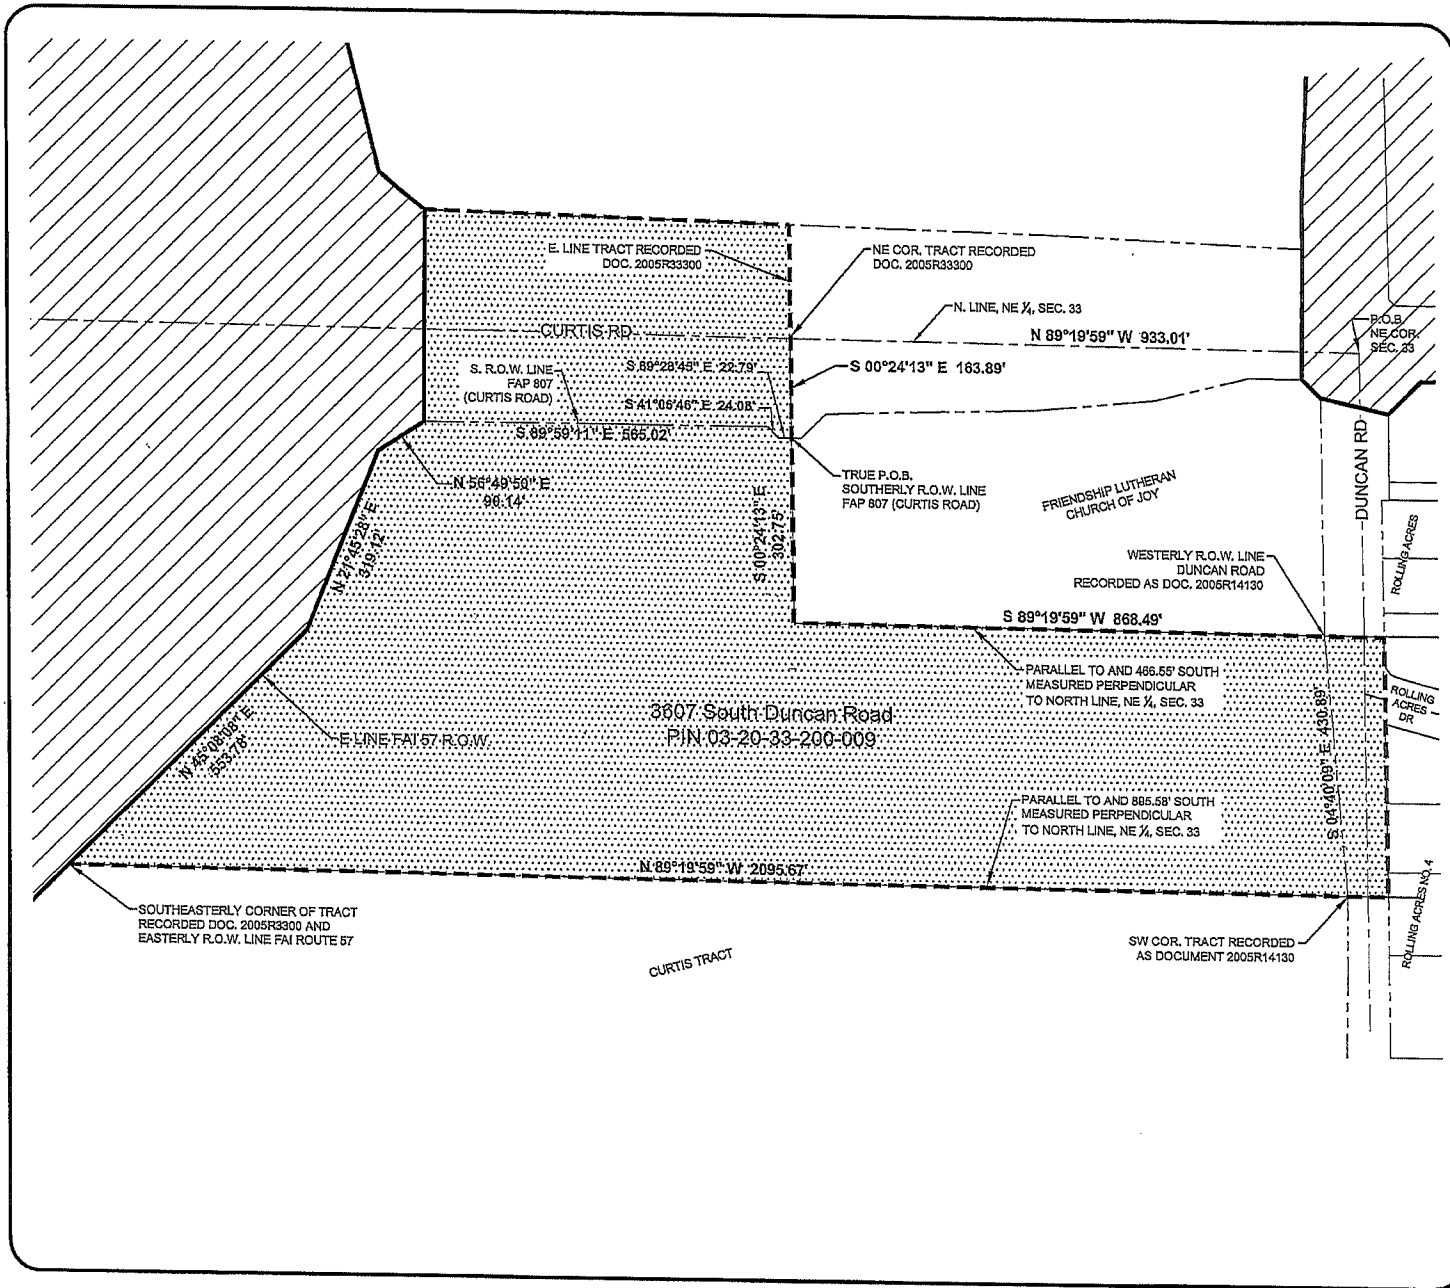 E. LINE TRACT RECORDED
DOC. 2005R33300
NE COR. TRACT RECORDED
DOC. 2005R33300
N. LINE, NE ¼, SEC. 33
CURTIS RD
N 89°19'59" W 933.01'
P.O.B.
NE COR.
SEC. 33
S. R.O.W. LINE
FAP 807
(CURTIS ROAD)
S 89°28'45" E 22.79'
S 00°24'13" E 163.89'
S 41°06'46" E 24.08'
S 89°59'11" E 565.02'
N 56°49'50" E
90.14'
TRUE P.O.B.
SOUTHERLY R.O.W. LINE
FAP 807 (CURTIS ROAD)
FRIENDSHIP LUTHERAN
CHURCH OF JOY
DUNCAN RD
ROLLING ACRES
N 21°45'28" E
319.12'
S 00°24'13" E
302.75'
WESTERLY R.O.W. LINE
DUNCAN ROAD
RECORDED AS DOC. 2005R14130
S 89°19'59" W 868.49'
PARALLEL TO AND 466.55' SOUTH
MEASURED PERPENDICULAR
TO NORTH LINE, NE ¼, SEC. 33
ROLLING
ACRES
DR
3607 South Duncan Road
PIN 03-20-33-200-009
N 45°08'08" E
553.78'
E LINE FAI 57 R.O.W.
S 04°40'09" E 430.89'
PARALLEL TO AND 895.58' SOUTH
MEASURED PERPENDICULAR
TO NORTH LINE, NE ¼, SEC. 33
N 89°19'59" W 2095.67'
ROLLING ACRES NO. 4
SOUTHEASTERLY CORNER OF TRACT
RECORDED DOC. 2005R3300 AND
EASTERLY R.O.W. LINE FAI ROUTE 57
CURTIS TRACT
SW COR. TRACT RECORDED
AS DOCUMENT 2005R14130